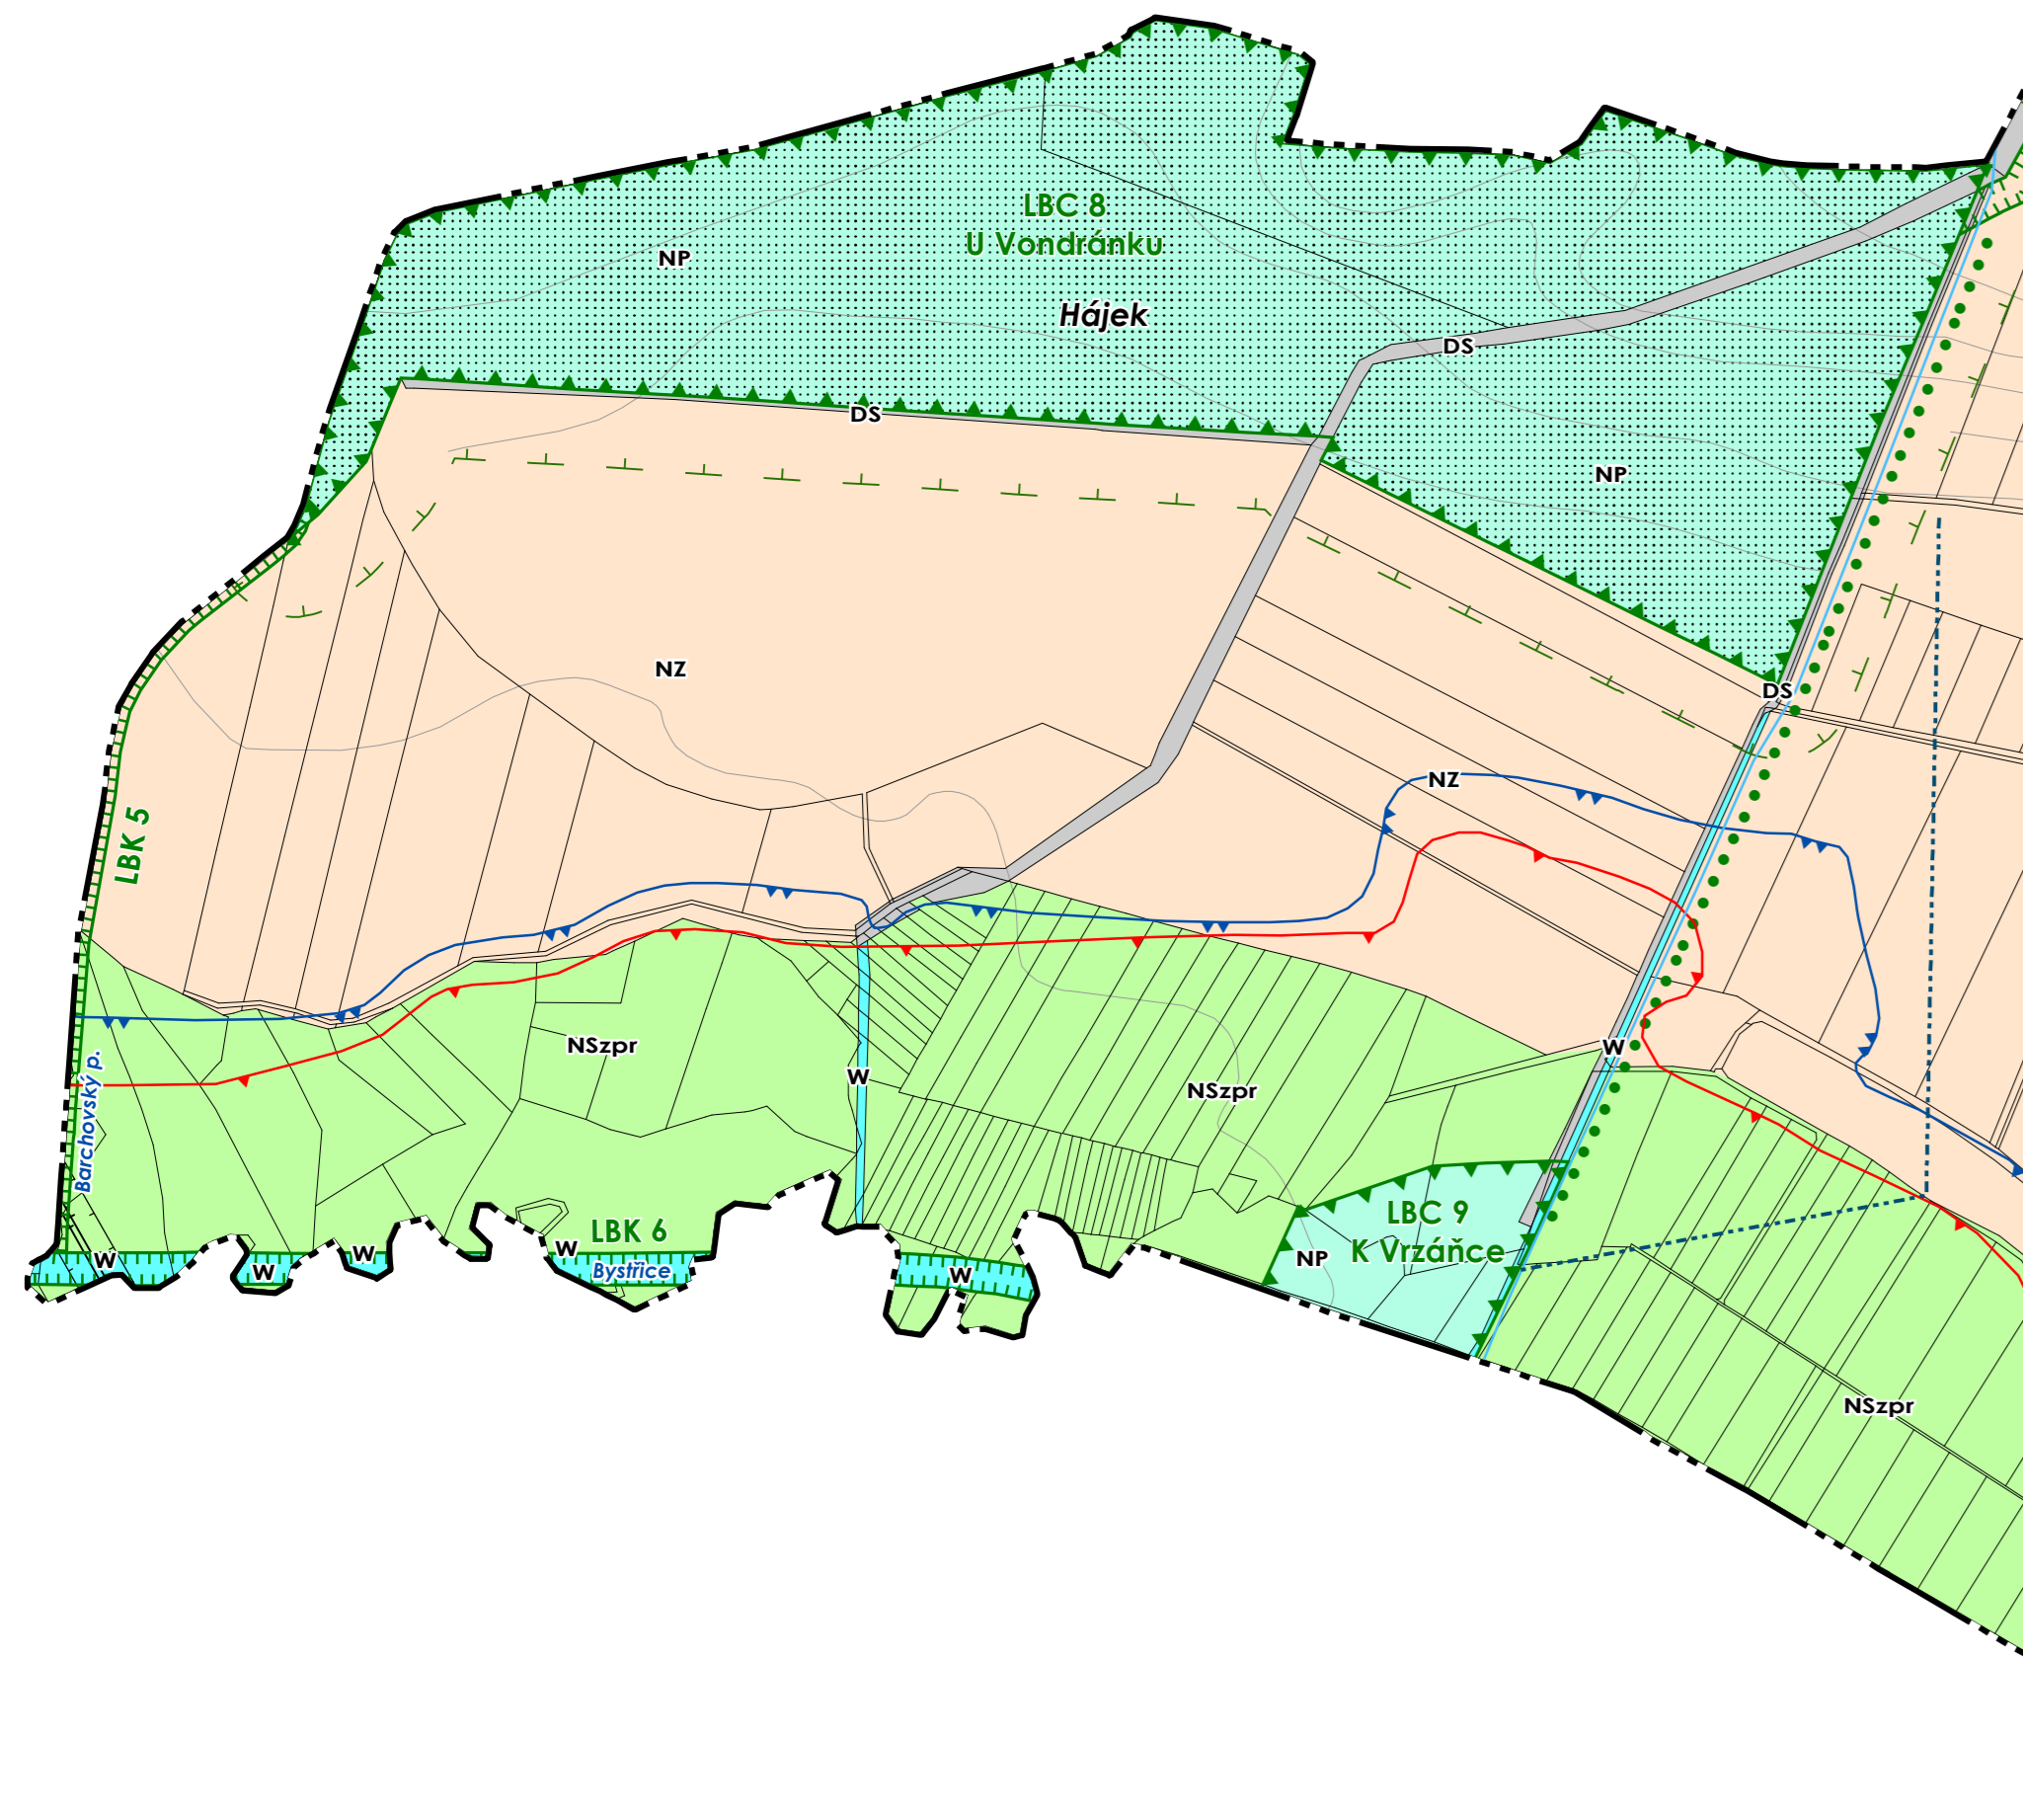 LBC 8
U Vondránku
NP
Hájek
DS
DS
NP
NZ
DS
NZ
LBK 5
NSzpr
W
W
NSzpr
Barchovský p.
LBC 9
K Vrzáňce
NP
LBK 6
W
W
W
W
Bystřice
W
NSzpr